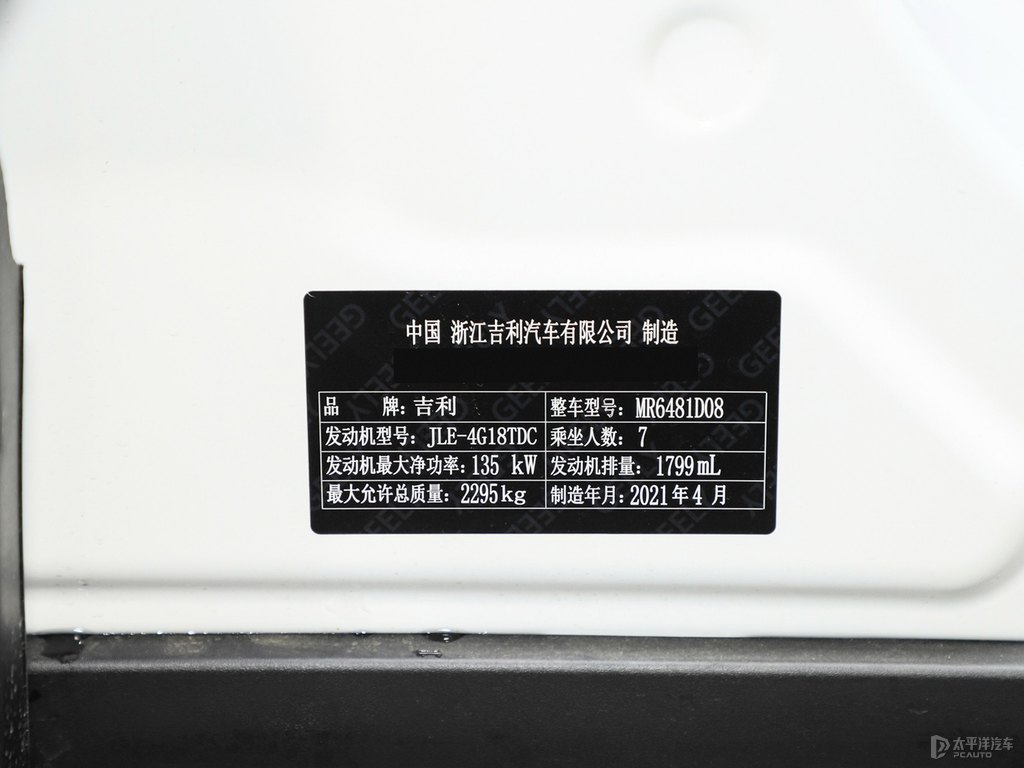 中国 浙江吉利汽车有限公司 制造
品 牌：吉利 整车型号：MR6481D08
发动机型号：JLE-4G18TDC 乘坐人数：7
发动机最大净功率：135 kW 发动机排量：1799mL
最大允许总质量：2295kg 制造年月：2021年4月
GEELY
太平洋汽车
PCAUTO